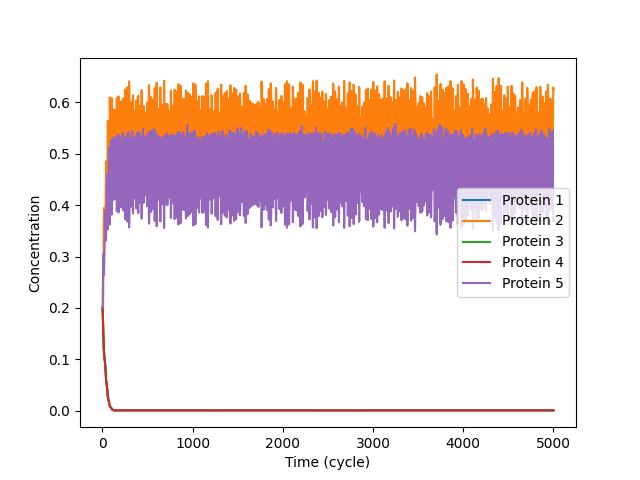 0.6
0.5
0.4
0.3
0.2
0.1
0.0
Concentration
0
1000
2000
3000
4000
5000
Time (cycle)
Protein 1
Protein 2
Protein 3
Protein 4
Protein 5